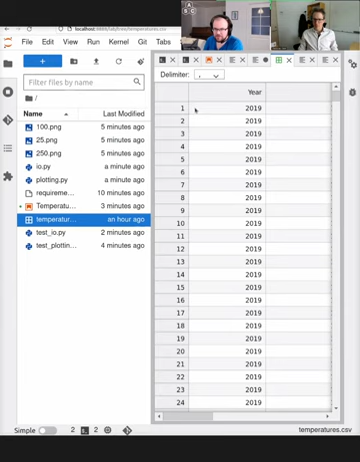 localhost:8888/lab/tree/temperatures.csv
File Edit View Run Kernel Git Tabs
Filter files by name
/
Name Last Modified
100.png 5 minutes ago
25.png 5 minutes ago
250.png 5 minutes ago
io.py a minute ago
plotting.py a minute ago
requireme... 10 minutes ago
Temperatu... 3 minutes ago
temperatur... an hour ago
test_io.py 2 minutes ago
test_plottin... 4 minutes ago
Delimiter: ,
Year
1 2019
2 2019
3 2019
4 2019
5 2019
6 2019
7 2019
8 2019
9 2019
10 2019
11 2019
12 2019
13 2019
14 2019
15 2019
16 2019
17 2019
18 2019
19 2019
20 2019
21 2019
22 2019
23 2019
24 2019
Simple 2 2
temperatures.csv